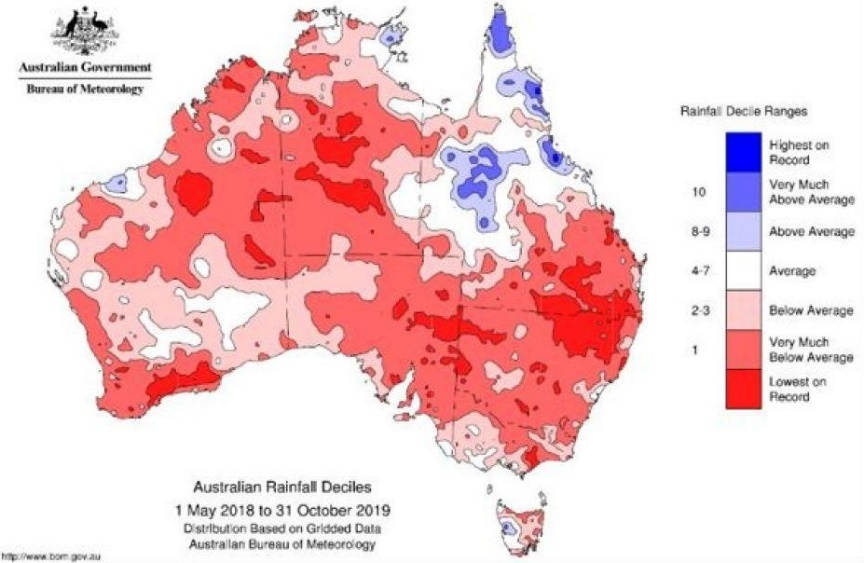 Australian Government
Bureau of Meteorology
Rainfall Decile Ranges
Highest on
Record
10
Very Much
Above Average
8-9
Above Average
4-7
Average
2-3
Below Average
1
Very Much
Below Average
Lowest on
Record
Australian Rainfall Deciles
1 May 2018 to 31 October 2019
Distribution Based on Gridded Data
Australian Bureau of Meteorology
http://www.bom.gov.au